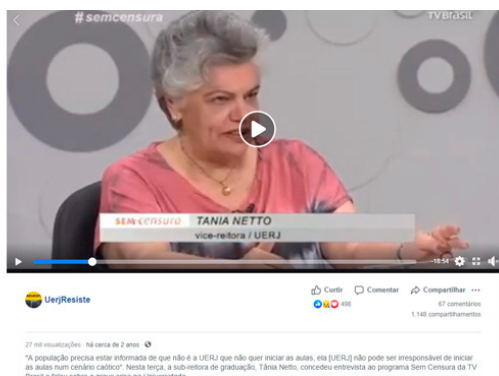 #semcensura
TVBRASIL
SEM CENSURA TANIA NETTO
vice-reitora / UERJ
-18:54
UerjResiste
Curtir Comentar Compartilhar
498
67 comentários
1.148 compartilhamentos
27 mil visualizações · há cerca de 2 anos ·
"A população precisa estar informada de que não é a UERJ que não quer iniciar as aulas, ela [UERJ] não pode ser irresponsável de iniciar
as aulas num cenário caótico". Nesta terça, a sub-reitora de graduação, Tânia Netto, concedeu entrevista ao programa Sem Censura da TV